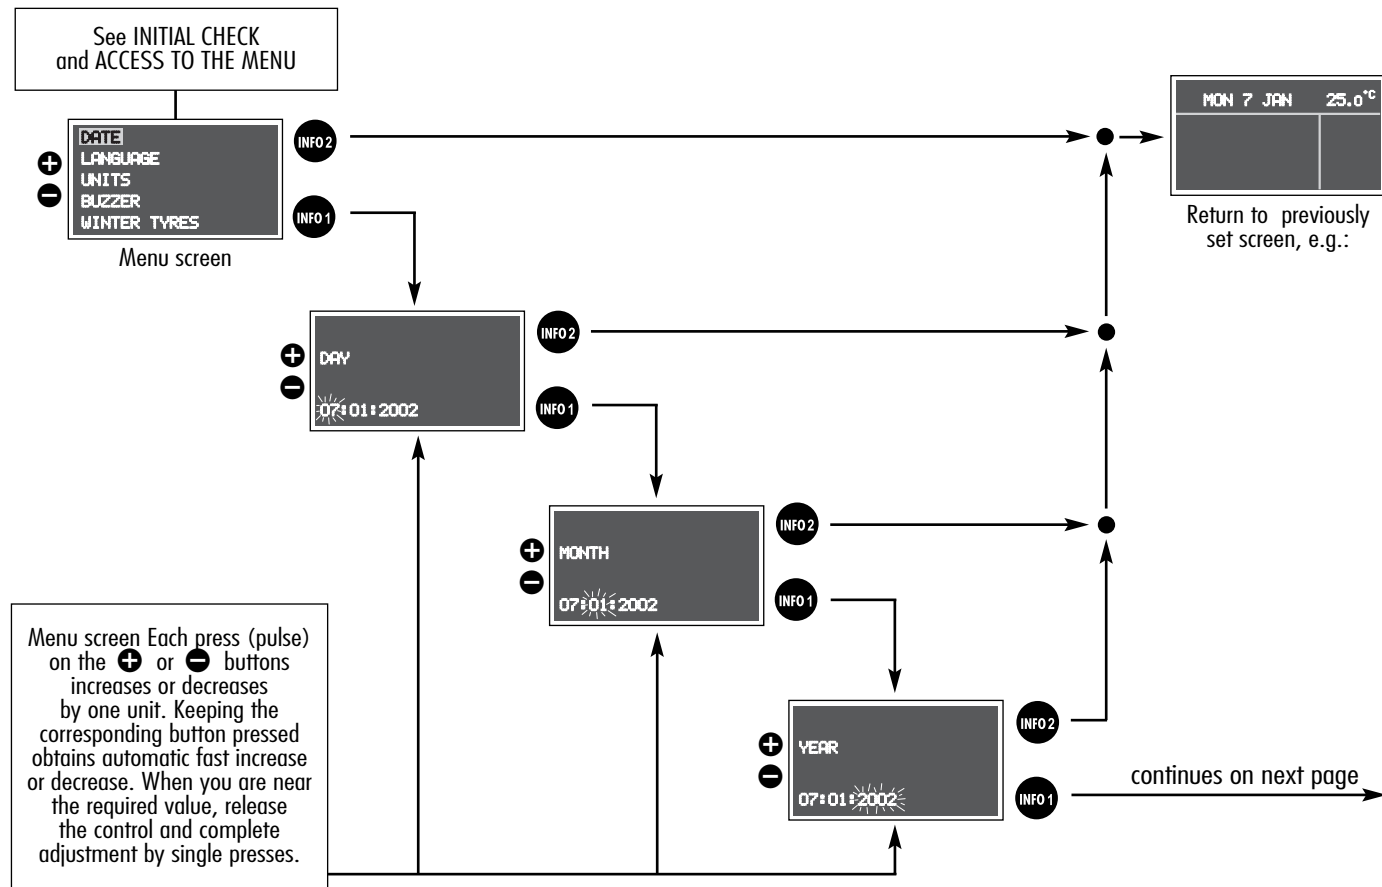 See INITIAL CHECK
and ACCESS TO THE MENU
DATE
LANGUAGE
UNITS
BUZZER
WINTER TYRES
INFO 2
INFO 1
Menu screen
MON 7 JAN 25.0°C
Return to previously
set screen, e.g.:
DAY
07:01:2002
INFO 2
INFO 1
MONTH
07:01:2002
INFO 2
INFO 1
Menu screen Each press (pulse)
on the + or - buttons
increases or decreases
by one unit. Keeping the
corresponding button pressed
obtains automatic fast increase
or decrease. When you are near
the required value, release
the control and complete
adjustment by single presses.
YEAR
07:01:2002
INFO 2
INFO 1
continues on next page